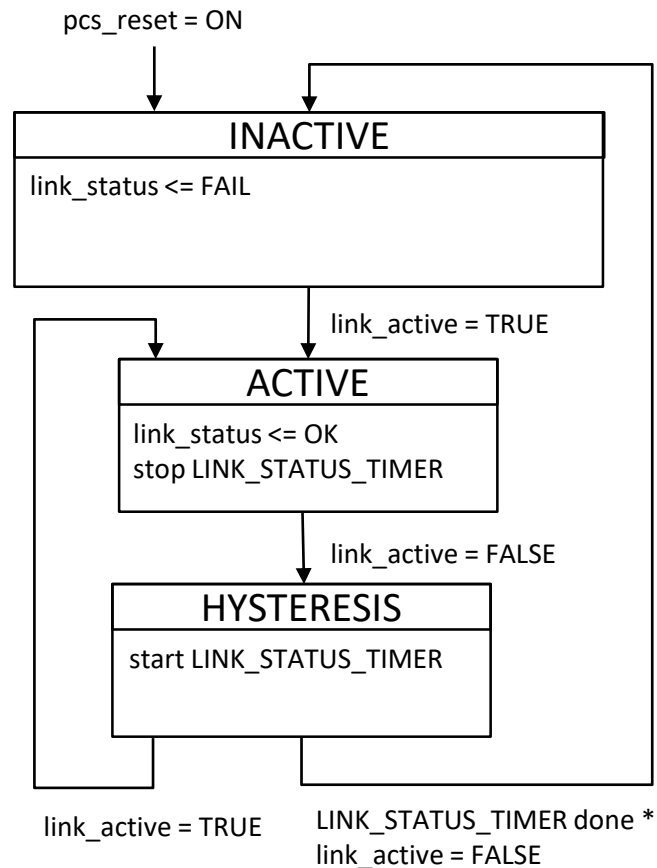 pcs_reset = ON
INACTIVE
link_status <= FAIL
link_active = TRUE
ACTIVE
link_status <= OK
stop LINK_STATUS_TIMER
link_active = FALSE
HYSTERESIS
start LINK_STATUS_TIMER
link_active = TRUE
LINK_STATUS_TIMER done *
link_active = FALSE